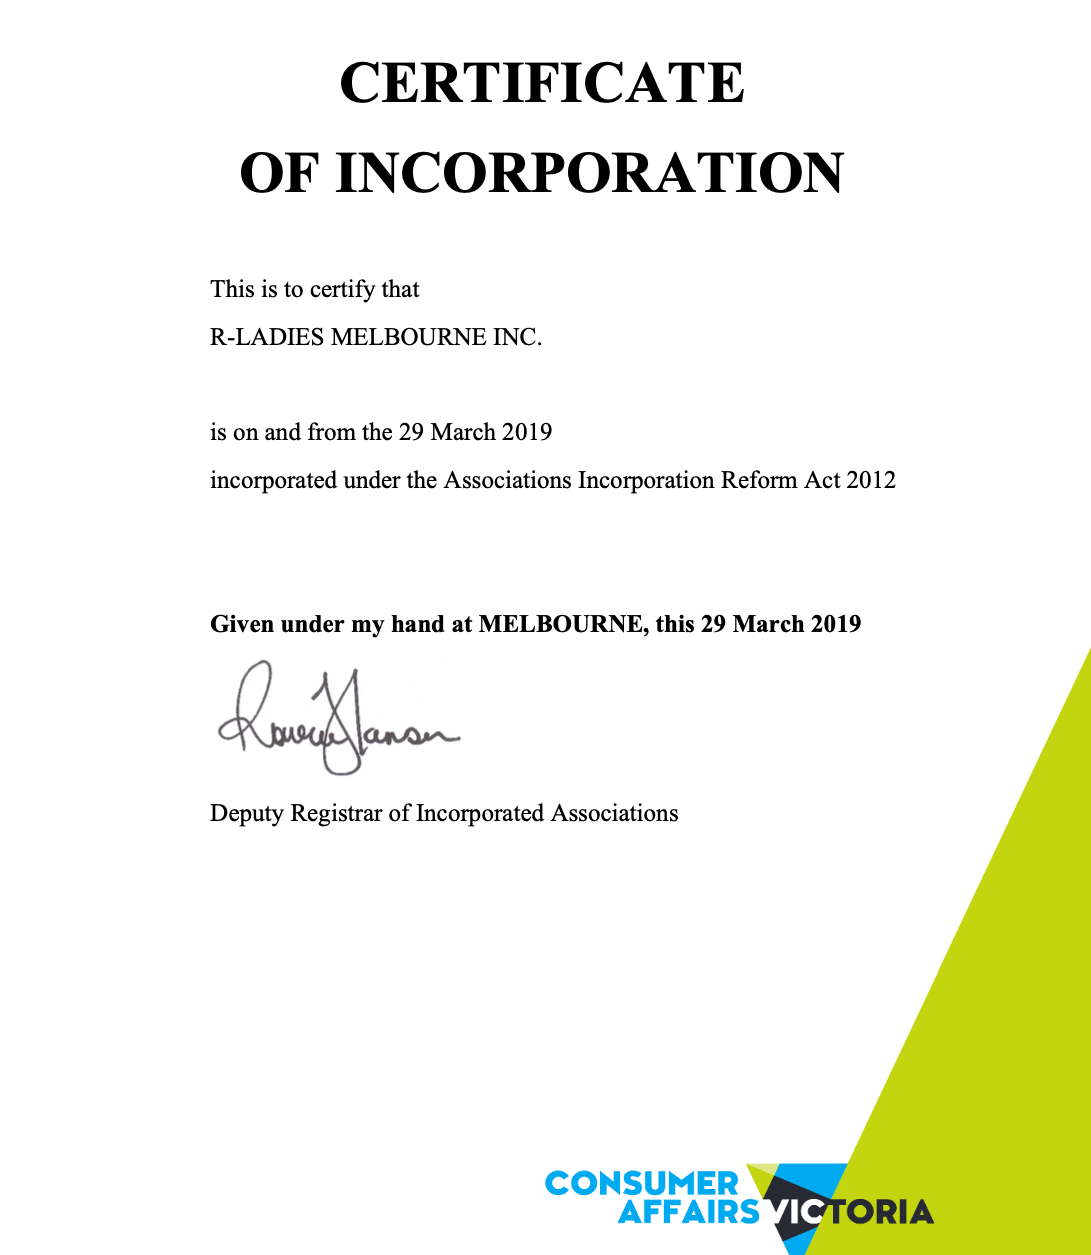 CERTIFICATE
OF INCORPORATION
This is to certify that
R-LADIES MELBOURNE INC.
is on and from the 29 March 2019
incorporated under the Associations Incorporation Reform Act 2012
Given under my hand at MELBOURNE, this 29 March 2019
Deputy Registrar of Incorporated Associations
CONSUMER
AFFAIRS VICTORIA